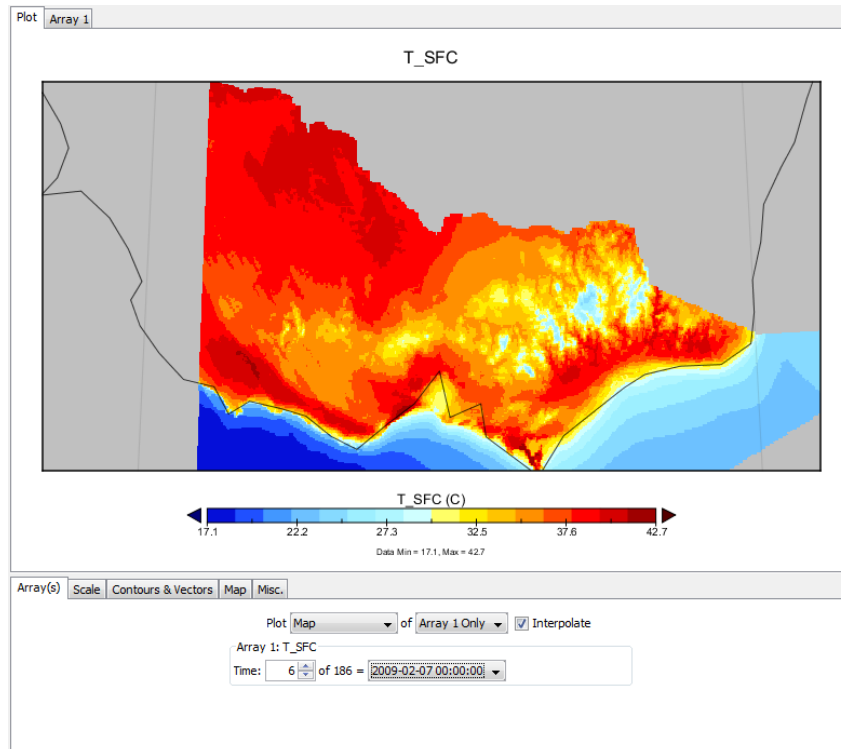 Plot Array 1
T_SFC
T_SFC (C)
17.1 22.2 27.3 32.5 37.6 42.7
Data Min = 17.1, Max = 42.7
Array(s) Scale Contours & Vectors Map Misc.
Plot Map of Array 1 Only Interpolate
Array 1: T_SFC
Time: 6 of 186 = 2009-02-07 00:00:00